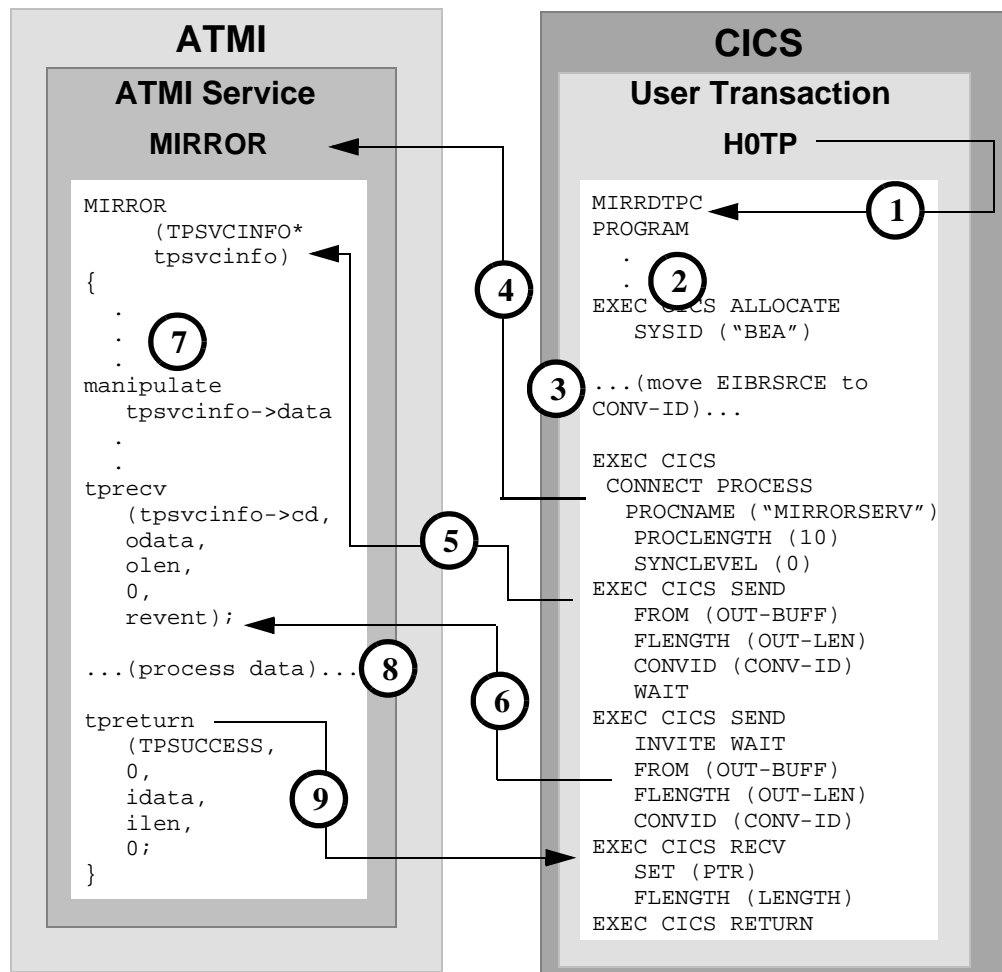 ATMI
ATMI Service
MIRROR
MIRROR
(TPSVCINFO*
tpsvcinfo)
{
.
.
.
7
manipulate
tpsvcinfo->data
.
.
tprecv
(tpsvcinfo->cd,
odata,
olen,
0,
revent);
...(process data)...
8
tpreturn
(TPSUCCESS,
0,
idata,
ilen,
0;
}
9
4
5
6
CICS
User Transaction
H0TP
1
MIRRDTPC
PROGRAM
.
.
2
EXEC CICS ALLOCATE
SYSID (“BEA”)
3
...(move EIBRSRCE to
CONV-ID)...
EXEC CICS
CONNECT PROCESS
PROCNAME (“MIRRORSERV”)
PROCLENGTH (10)
SYNCLEVEL (0)
EXEC CICS SEND
FROM (OUT-BUFF)
FLENGTH (OUT-LEN)
CONVID (CONV-ID)
WAIT
EXEC CICS SEND
INVITE WAIT
FROM (OUT-BUFF)
FLENGTH (OUT-LEN)
CONVID (CONV-ID)
EXEC CICS RECV
SET (PTR)
FLENGTH (LENGTH)
EXEC CICS RETURN